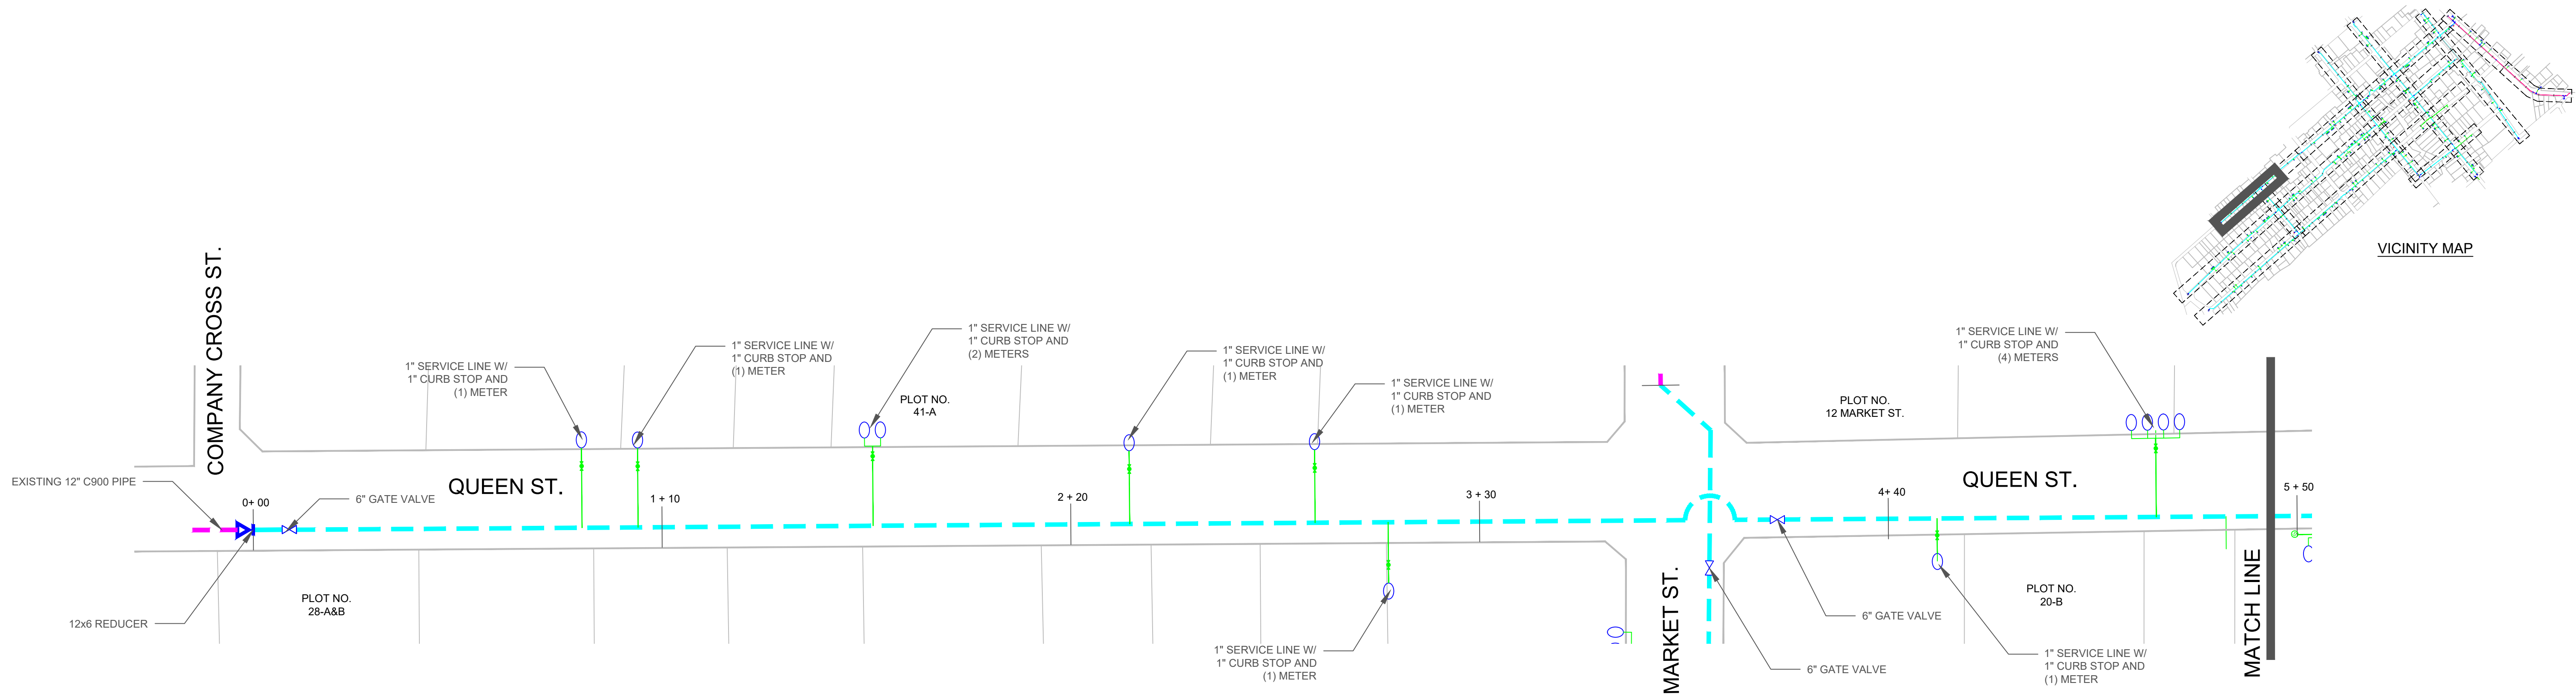 VICINITY MAP
COMPANY CROSS ST.
1" SERVICE LINE W/
1" CURB STOP AND
(1) METER
1" SERVICE LINE W/
1" CURB STOP AND
(1) METER
1" SERVICE LINE W/
1" CURB STOP AND
(2) METERS
PLOT NO.
41-A
1" SERVICE LINE W/
1" CURB STOP AND
(1) METER
1" SERVICE LINE W/
1" CURB STOP AND
(1) METER
1" SERVICE LINE W/
1" CURB STOP AND
(4) METERS
PLOT NO.
12 MARKET ST.
EXISTING 12" C900 PIPE
0+ 00
6" GATE VALVE
QUEEN ST.
1 + 10
2 + 20
3 + 30
4+ 40
QUEEN ST.
5 + 50
12x6 REDUCER
PLOT NO.
28-A&B
1" SERVICE LINE W/
1" CURB STOP AND
(1) METER
MARKET ST.
6" GATE VALVE
6" GATE VALVE
PLOT NO.
20-B
1" SERVICE LINE W/
1" CURB STOP AND
(1) METER
MATCH LINE